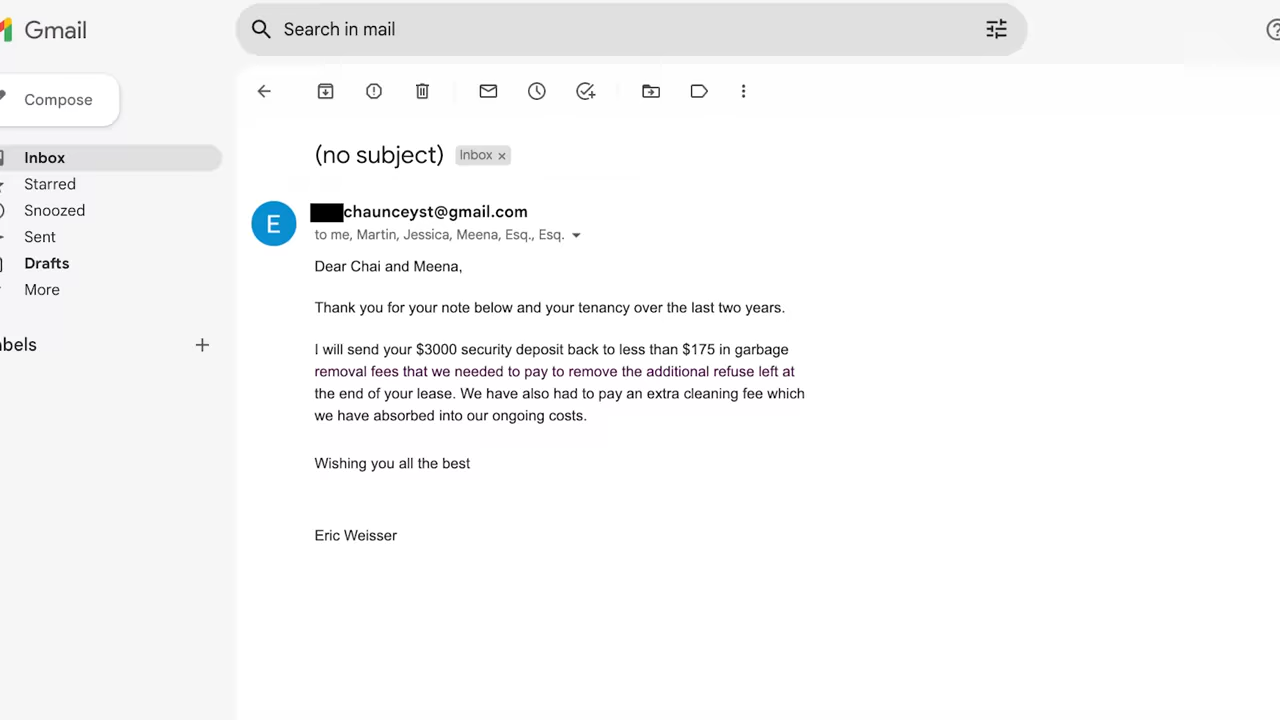 Gmail
Search in mail
Compose
Inbox
Starred
Snoozed
Sent
Drafts
More
abels
(no subject) Inbox x
E
chaunceyst@gmail.com
to me, Martin, Jessica, Meena, Esq., Esq.
Dear Chai and Meena,
Thank you for your note below and your tenancy over the last two years.
I will send your $3000 security deposit back to less than $175 in garbage
removal fees that we needed to pay to remove the additional refuse left at
the end of your lease. We have also had to pay an extra cleaning fee which
we have absorbed into our ongoing costs.
Wishing you all the best
Eric Weisser